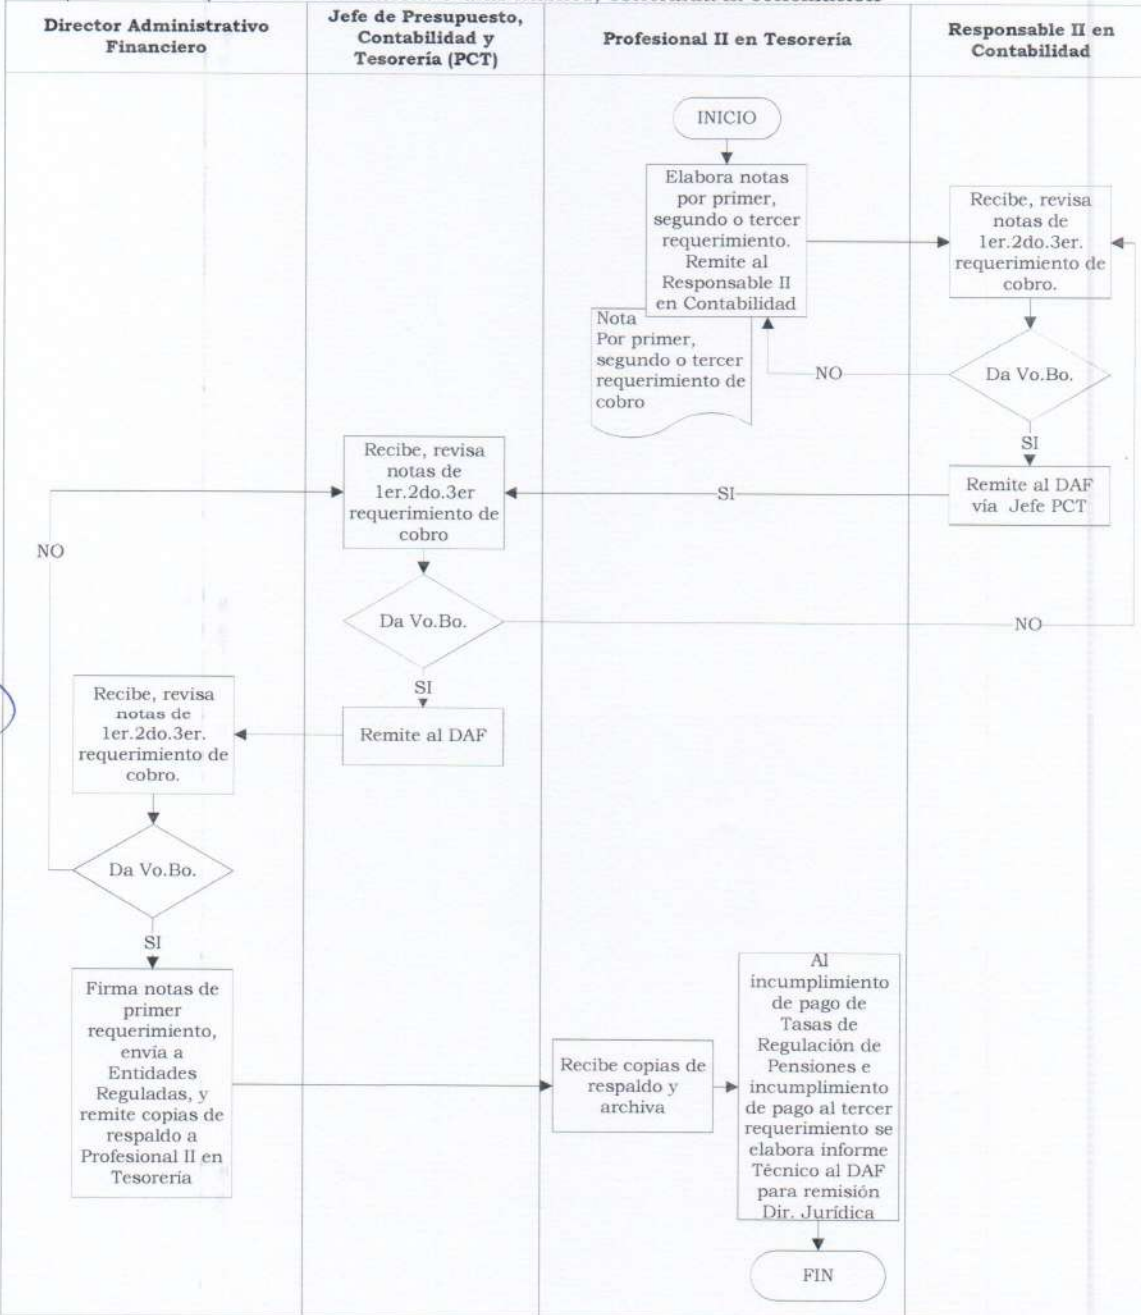 Director Administrativo
Financiero
Jefe de Presupuesto,
Contabilidad y
Tesorería (PCT)
Profesional II en Tesorería
Responsable II en
Contabilidad
INICIO
Elabora notas
por primer,
segundo o tercer
requerimiento.
Remite al
Responsable II
en Contabilidad
Nota
Por primer,
segundo o tercer
requerimiento de
cobro
Recibe, revisa
notas de
1er.2do.3er.
requerimiento de
cobro.
NO
Da Vo.Bo.
SI
Remite al DAF
vía Jefe PCT
SI
Recibe, revisa
notas de
1er.2do.3er
requerimiento de
cobro
NO
Da Vo.Bo.
NO
SI
Remite al DAF
Recibe, revisa
notas de
1er.2do.3er.
requerimiento de
cobro.
Da Vo.Bo.
SI
Firma notas de
primer
requerimiento,
envía a
Entidades
Reguladas, y
remite copias de
respaldo a
Profesional II en
Tesorería
Recibe copias de
respaldo y
archiva
Al
incumplimiento
de pago de
Tasas de
Regulación de
Pensiones e
incumplimiento
de pago al tercer
requerimiento se
elabora informe
Técnico al DAF
para remisión
Dir. Jurídica
FIN